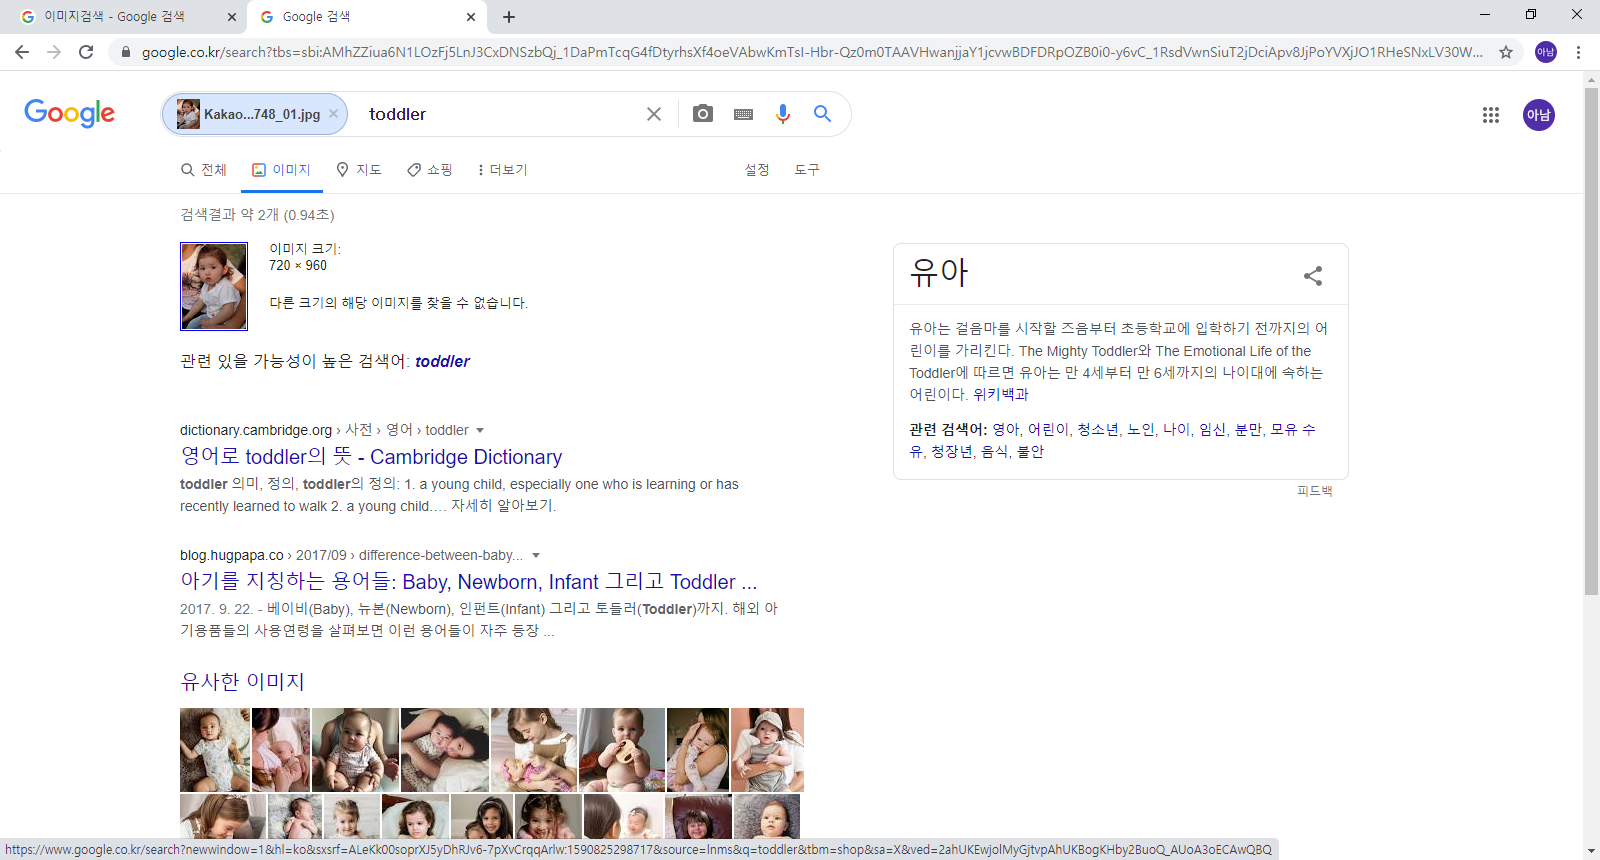 이미지검색 - Google 검색
Google 검색
google.co.kr/search?tbs=sbi:AMhZZiua6N1LOzFj5LnJ3CxDNSzbQj_1DaPmTcqG4fDtyrhsXf4oeVAbwKmTsI-Hbr-Qz0m0TAAVHwanjjaY1jcvwBDFDRpOZB0i0-y6vC_1RsdVwnSiuT2jDciApv8JjPoYVXjJO1RHeSNxLV30W...
아남
Google
Kakao...748_01.jpg
toddler
아남
전체
이미지
지도
쇼핑
더보기
설정
도구
검색결과 약 2개 (0.94초)
이미지 크기:
720 × 960
다른 크기의 해당 이미지를 찾을 수 없습니다.
관련 있을 가능성이 높은 검색어: toddler
dictionary.cambridge.org › 사전 › 영어 › toddler
영어로 toddler의 뜻 - Cambridge Dictionary
toddler 의미, 정의, toddler의 정의: 1. a young child, especially one who is learning or has
recently learned to walk 2. a young child.… 자세히 알아보기.
blog.hugpapa.co › 2017/09 › difference-between-baby...
아기를 지칭하는 용어들: Baby, Newborn, Infant 그리고 Toddler ...
2017. 9. 22. - 베이비(Baby), 뉴본(Newborn), 인펀트(Infant) 그리고 토들러(Toddler)까지. 해외 아
기용품들의 사용연령을 살펴보면 이런 용어들이 자주 등장 ...
유사한 이미지
유아
유아는 걸음마를 시작할 즈음부터 초등학교에 입학하기 전까지의 어
린이를 가리킨다. The Mighty Toddler와 The Emotional Life of the
Toddler에 따르면 유아는 만 4세부터 만 6세까지의 나이대에 속하는
어린이다. 위키백과
관련 검색어: 영아, 어린이, 청소년, 노인, 나이, 임신, 분만, 모유 수
유, 청장년, 음식, 불안
피드백
https://www.google.co.kr/search?newwindow=1&hl=ko&sxsrf=ALeKk00soprXJ5yDhRJv6-7pXvCrqqArlw:1590825298717&source=lnms&q=toddler&tbm=shop&sa=X&ved=2ahUKEwjolMyGjtvpAhUKBogKHby2BuoQ_AUoA3oECAwQBQ